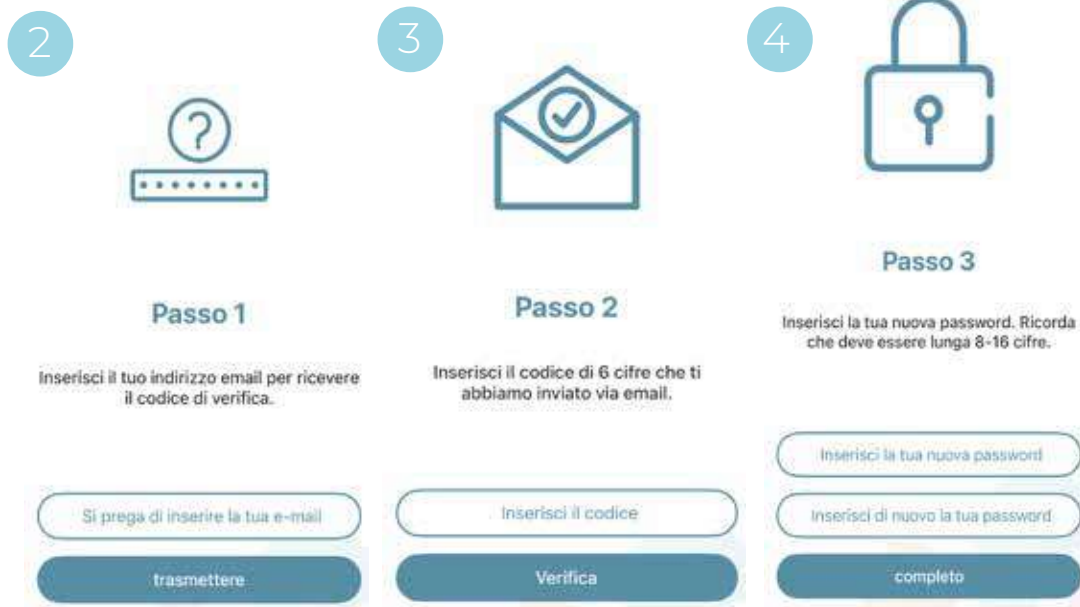 2
Passo 1
Inserisci il tuo indirizzo email per ricevere
il codice di verifica.
Si prega di inserire la tua e-mail
trasmettere
3
Passo 2
Inserisci il codice di 6 cifre che ti
abbiamo inviato via email.
Inserisci il codice
Verifica
4
Passo 3
Inserisci la tua nuova password. Ricorda
che deve essere lunga 8-16 cifre.
Inserisci la tua nuova password
Inserisci di nuovo la tua password
completo